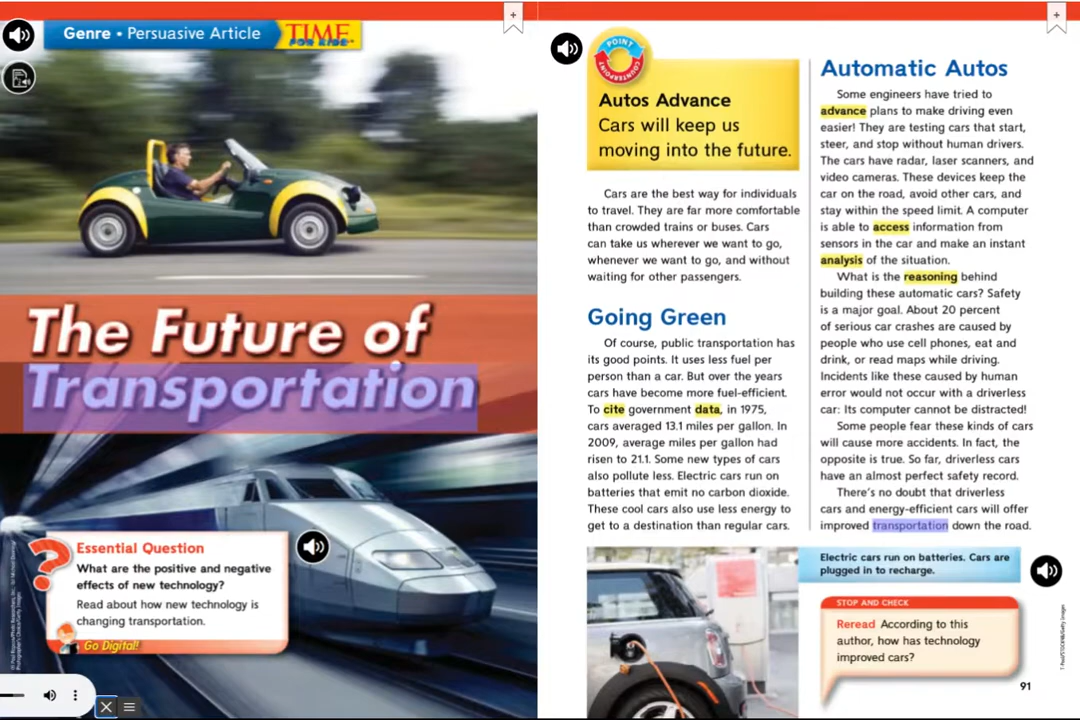 Genre • Persuasive Article
TIME
FOR KIDS
The Future of
Transportation
Essential Question
What are the positive and negative
effects of new technology?
Read about how new technology is
changing transportation.
Go Digital!
POINT
COUNTERPOINT
Autos Advance
Cars will keep us
moving into the future.
Cars are the best way for individuals
to travel. They are far more comfortable
than crowded trains or buses. Cars
can take us wherever we want to go,
whenever we want to go, and without
waiting for other passengers.
Going Green
Of course, public transportation has
its good points. It uses less fuel per
person than a car. But over the years
cars have become more fuel-efficient.
To cite government data, in 1975,
cars averaged 13.1 miles per gallon. In
2009, average miles per gallon had
risen to 21.1. Some new types of cars
also pollute less. Electric cars run on
batteries that emit no carbon dioxide.
These cool cars also use less energy to
get to a destination than regular cars.
Automatic Autos
Some engineers have tried to
advance plans to make driving even
easier! They are testing cars that start,
steer, and stop without human drivers.
The cars have radar, laser scanners, and
video cameras. These devices keep the
car on the road, avoid other cars, and
stay within the speed limit. A computer
is able to access information from
sensors in the car and make an instant
analysis of the situation.
What is the reasoning behind
building these automatic cars? Safety
is a major goal. About 20 percent
of serious car crashes are caused by
people who use cell phones, eat and
drink, or read maps while driving.
Incidents like these caused by human
error would not occur with a driverless
car: Its computer cannot be distracted!
Some people fear these kinds of cars
will cause more accidents. In fact, the
opposite is true. So far, driverless cars
have an almost perfect safety record.
There's no doubt that driverless
cars and energy-efficient cars will offer
improved transportation down the road.
Electric cars run on batteries. Cars are
plugged in to recharge.
STOP AND CHECK
Reread According to this
author, how has technology
improved cars?
91